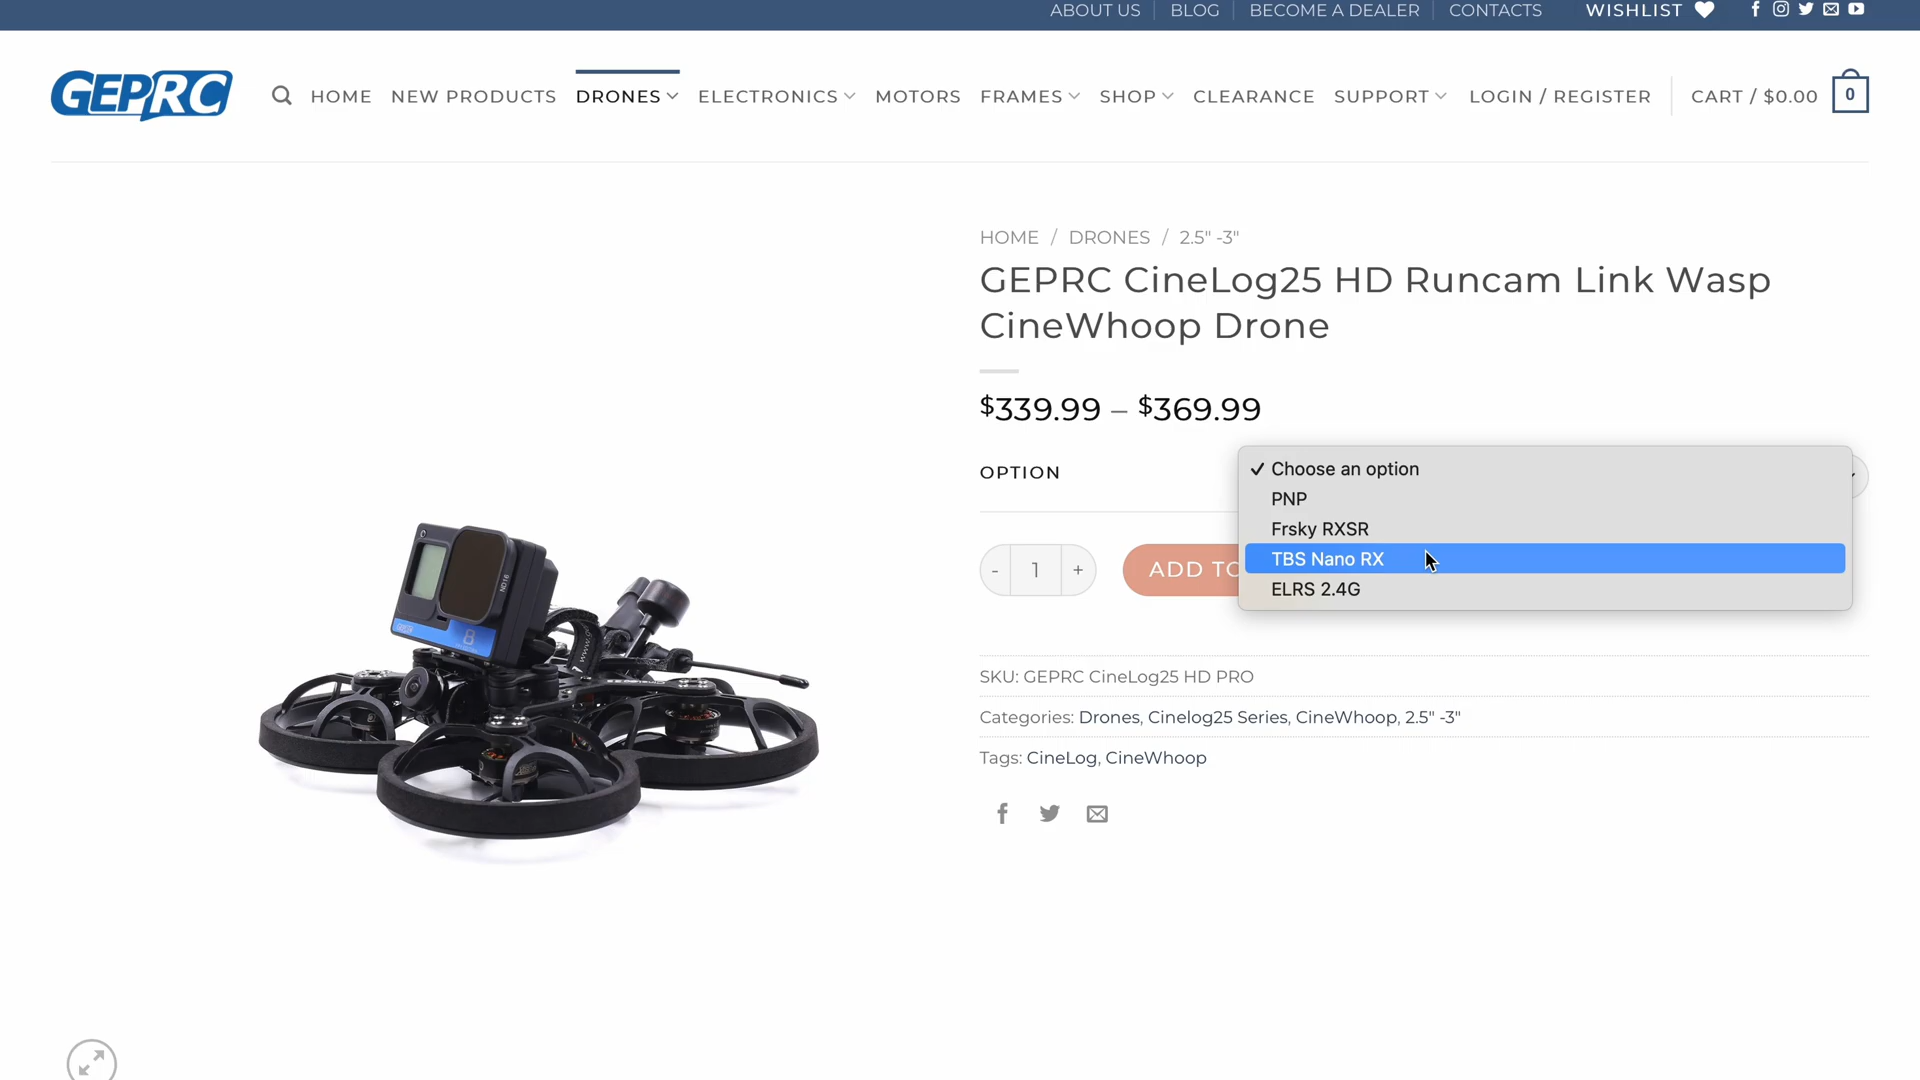 ABOUT US
BLOG
BECOME A DEALER
CONTACTS
WISHLIST
GEPRC
HOME
NEW PRODUCTS
DRONES
ELECTRONICS
MOTORS
FRAMES
SHOP
CLEARANCE
SUPPORT
LOGIN / REGISTER
CART / $0.00
0
HOME / DRONES / 2.5" -3"
GEPRC CineLog25 HD Runcam Link Wasp
CineWhoop Drone
$339.99 – $369.99
OPTION
✓ Choose an option
PNP
Frsky RXSR
TBS Nano RX
ELRS 2.4G
- 1 +
ADD TO
SKU: GEPRC CineLog25 HD PRO
Categories: Drones, Cinelog25 Series, CineWhoop, 2.5" -3"
Tags: CineLog, CineWhoop
ND16
GEPRC
8